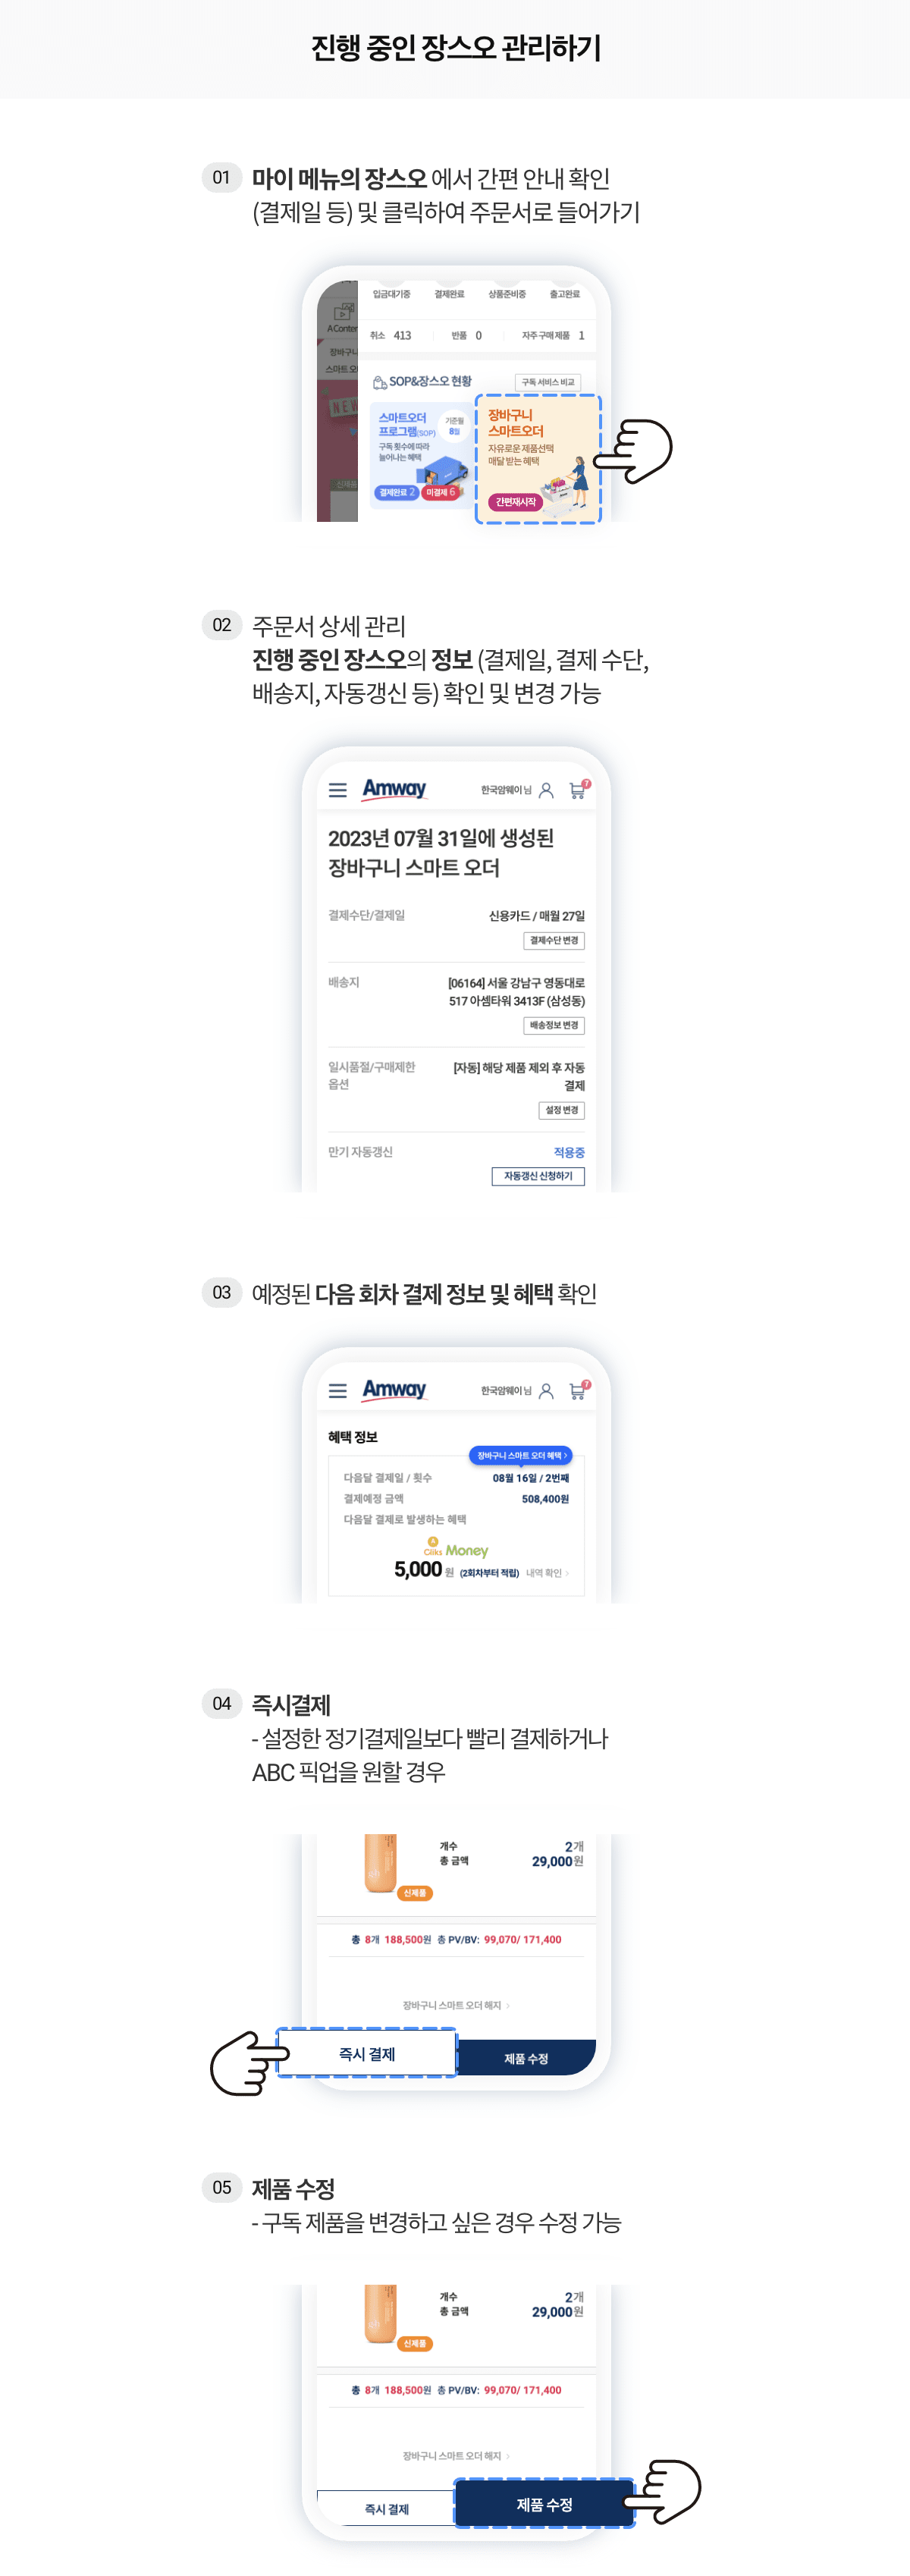 진행 중인 장스오 관리하기
01 마이 메뉴의 장스오 에서 간편 안내 확인
(결제일 등) 및 클릭하여 주문서로 들어가기
입금대기중 결제완료 상품준비중 출고완료
A Conten
취소 413 반품 0 자주 구매 제품 1
장바구니
스마트 오
SOP&장스오 현황 구독 서비스 비교
NEW
스마트오더
프로그램(SOP)
기준월
8월
구독 횟수에 따라
늘어나는 혜택
결제완료 2 미결제 6
장바구니
스마트오더
자유로운 제품선택
매달 받는 혜택
간편재시작
02 주문서 상세 관리
진행 중인 장스오의 정보 (결제일, 결제 수단,
배송지, 자동갱신 등) 확인 및 변경 가능
Amway 한국암웨이 님 7
2023년 07월 31일에 생성된
장바구니 스마트 오더
결제수단/결제일 신용카드 / 매월 27일
결제수단 변경
배송지 [06164] 서울 강남구 영동대로
517 아셈타워 3413F (삼성동)
배송정보 변경
일시품절/구매제한 [자동] 해당 제품 제외 후 자동
옵션 결제
설정 변경
만기 자동갱신 적용중
자동갱신 신청하기
03 예정된 다음 회차 결제 정보 및 혜택 확인
Amway 한국암웨이 님 7
혜택 정보
장바구니 스마트 오더 혜택 >
다음달 결제일 / 횟수 08월 16일 / 2번째
결제예정 금액 508,400원
다음달 결제로 발생하는 혜택
A
Cliks Money
5,000 원 (2회차부터 적립) 내역 확인 >
04 즉시결제
- 설정한 정기결제일보다 빨리 결제하거나
ABC 픽업을 원할 경우
개수 2개
총 금액 29,000원
신제품
총 8개 188,500원 총 PV/BV: 99,070/ 171,400
장바구니 스마트 오더 해지 >
즉시 결제 제품 수정
05 제품 수정
- 구독 제품을 변경하고 싶은 경우 수정 가능
개수 2개
총 금액 29,000원
신제품
총 8개 188,500원 총 PV/BV: 99,070/ 171,400
장바구니 스마트 오더 해지 >
즉시 결제 제품 수정